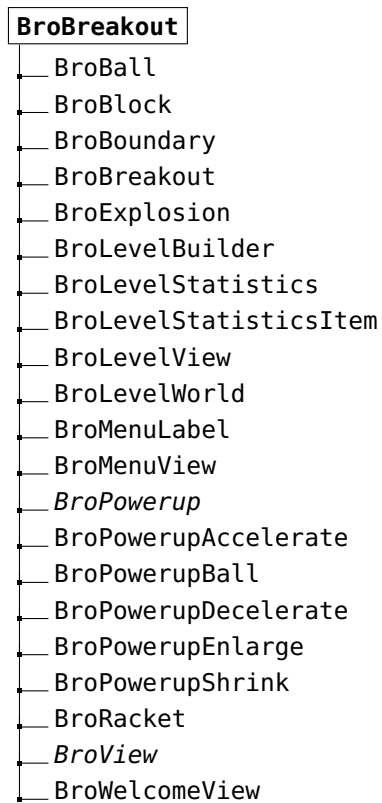 BroBreakout
BroBall
BroBlock
BroBoundary
BroBreakout
BroExplosion
BroLevelBuilder
BroLevelStatistics
BroLevelStatisticsItem
BroLevelView
BroLevelWorld
BroMenuLabel
BroMenuView
BroPowerup
BroPowerupAccelerate
BroPowerupBall
BroPowerupDecelerate
BroPowerupEnlarge
BroPowerupShrink
BroRacket
BroView
BroWelcomeView